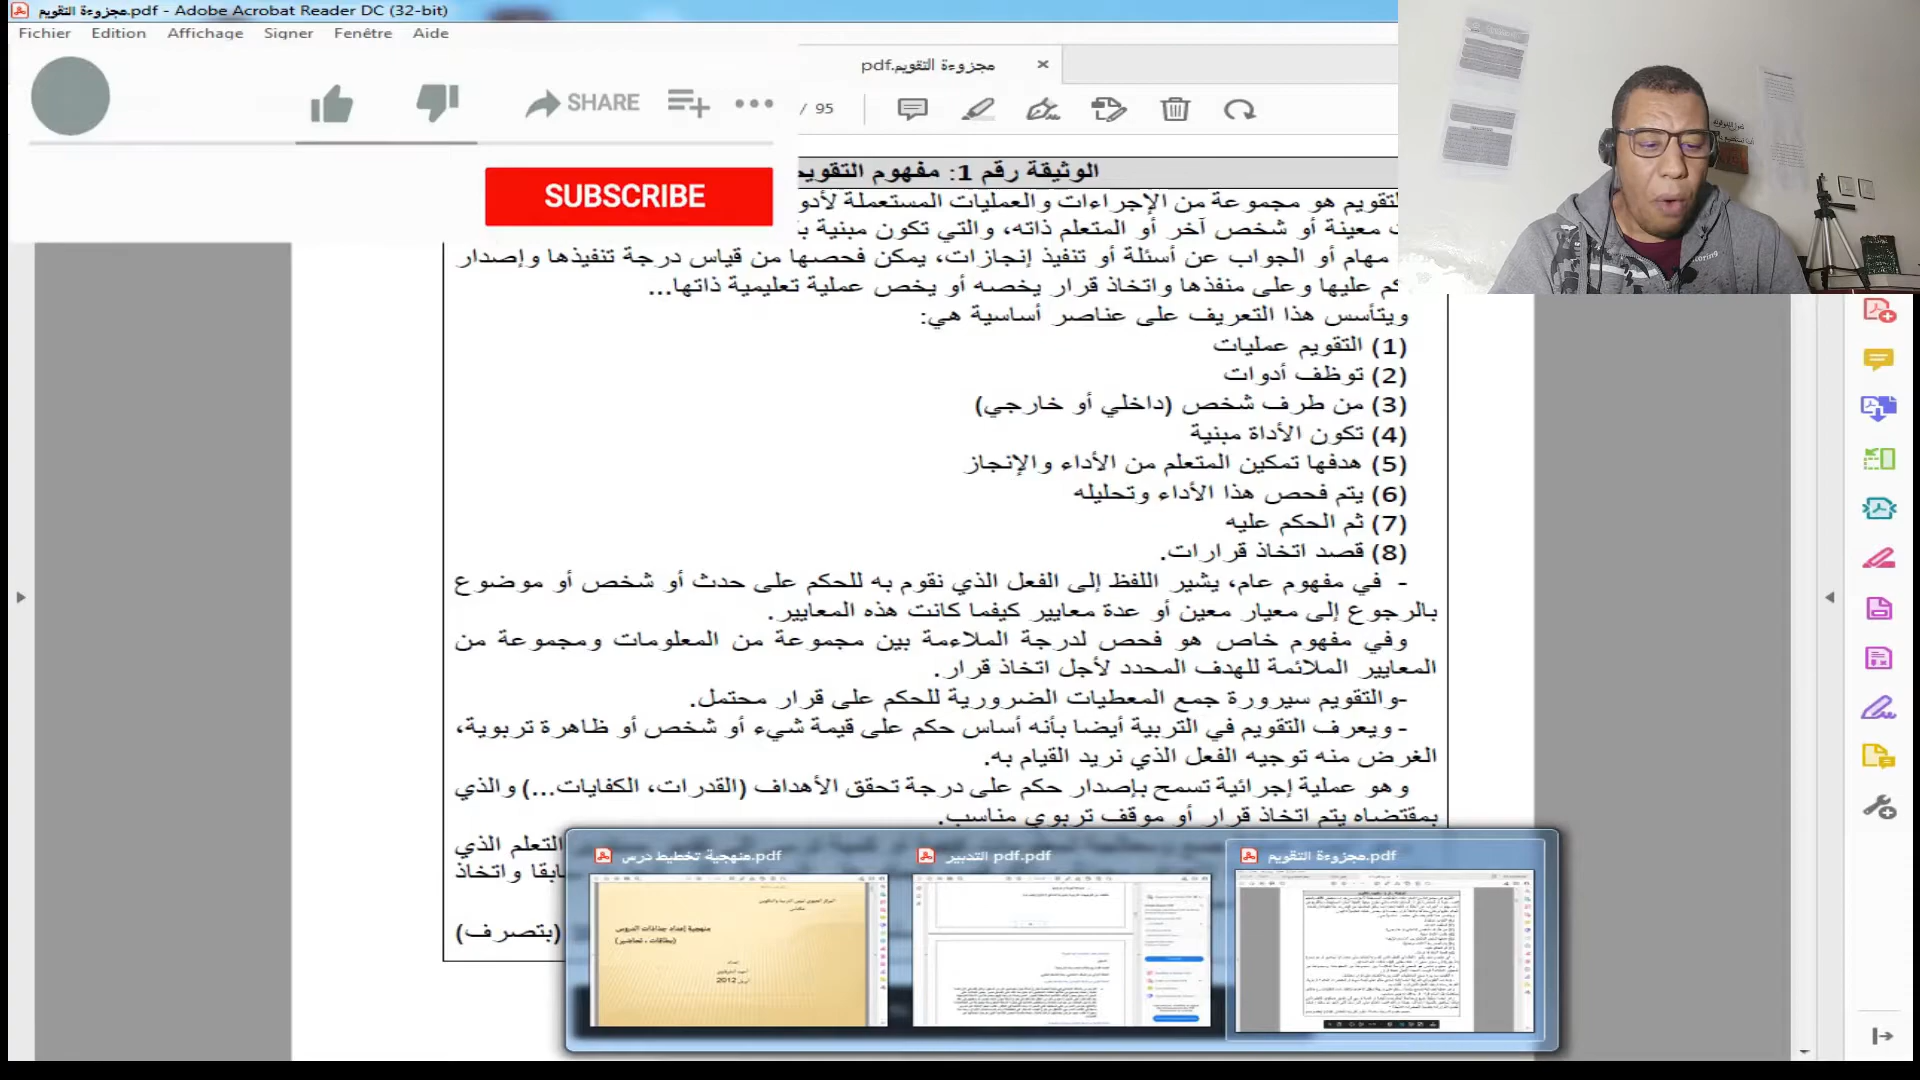 مجزوءة التقويم.pdf - Adobe Acrobat Reader DC (32-bit)
Fichier Edition Affichage Signer Fenêtre Aide
مجزوءة التقويم.pdf
SHARE
/ 95
SUBSCRIBE
الوثيقة رقم 1: مفهوم التقويم
التقويم هو مجموعة من الإجراءات والعمليات المستعملة لأدو
معينة أو شخص آخر أو المتعلم ذاته، والتي تكون مبنية
مهام أو الجواب عن أسئلة أو تنفيذ إنجازات، يمكن فحصها من قياس درجة تنفيذها وإصدار
كم عليها وعلى منفذها واتخاذ قرار يخصه أو يخص عملية تعليمية ذاتها...
ويتأسس هذا التعريف على عناصر أساسية هي:
(1) التقويم عمليات
(2) توظف أدوات
(3) من طرف شخص (داخلي أو خارجي)
(4) تكون الأداة مبنية
(5) هدفها تمكين المتعلم من الأداء والإنجاز
(6) يتم فحص هذا الأداء وتحليله
(7) ثم الحكم عليه
(8) قصد اتخاذ قرارات.
- في مفهوم عام، يشير اللفظ إلى الفعل الذي نقوم به للحكم على حدث أو شخص أو موضوع
بالرجوع إلى معيار معين أو عدة معايير كيفما كانت هذه المعايير.
وفي مفهوم خاص هو فحص لدرجة الملاءمة بين مجموعة من المعلومات ومجموعة من
المعايير الملائمة للهدف المحدد لأجل اتخاذ قرار.
-والتقويم سيرورة جمع المعطيات الضرورية للحكم على قرار محتمل.
- ويعرف التقويم في التربية أيضا بأنه أساس حكم على قيمة شيء أو شخص أو ظاهرة تربوية،
الغرض منه توجيه الفعل الذي نريد القيام به.
وهو عملية إجرائية تسمح بإصدار حكم على درجة تحقق الأهداف (القدرات، الكفايات...) والذي
بمقتضاه يتم اتخاذ قرار أو موقف تربوي مناسب.
التعلم الذي
سابقا واتخاذ
(بتصرف)
منهجية تخطيط درس.pdf
التدبير pdf.pdf
مجزوءة التقويم.pdf
منهجية إعداد جذاذات الدروس
2012